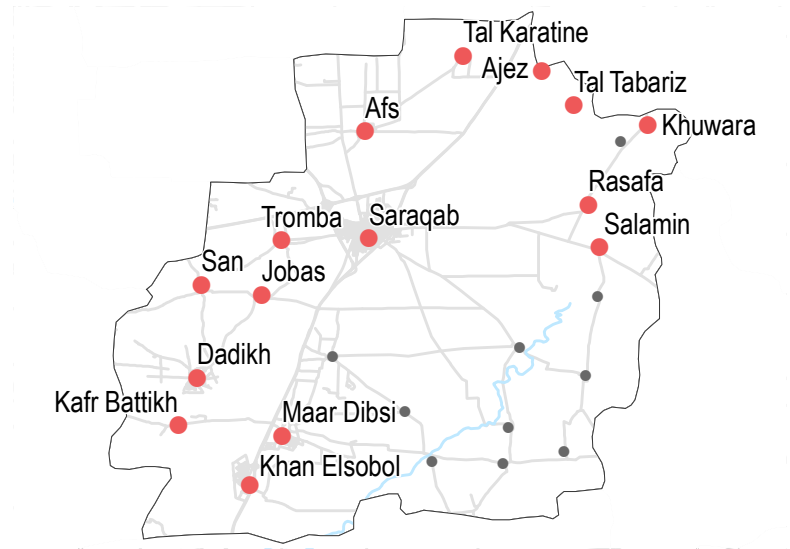 Tal Karatine
Ajez
Tal Tabariz
Afs
Khuwara
Rasafa
Tromba
Saraqab
Salamin
San
Jobas
Dadikh
Kafr Battikh
Maar Dibsi
Khan Elsobol